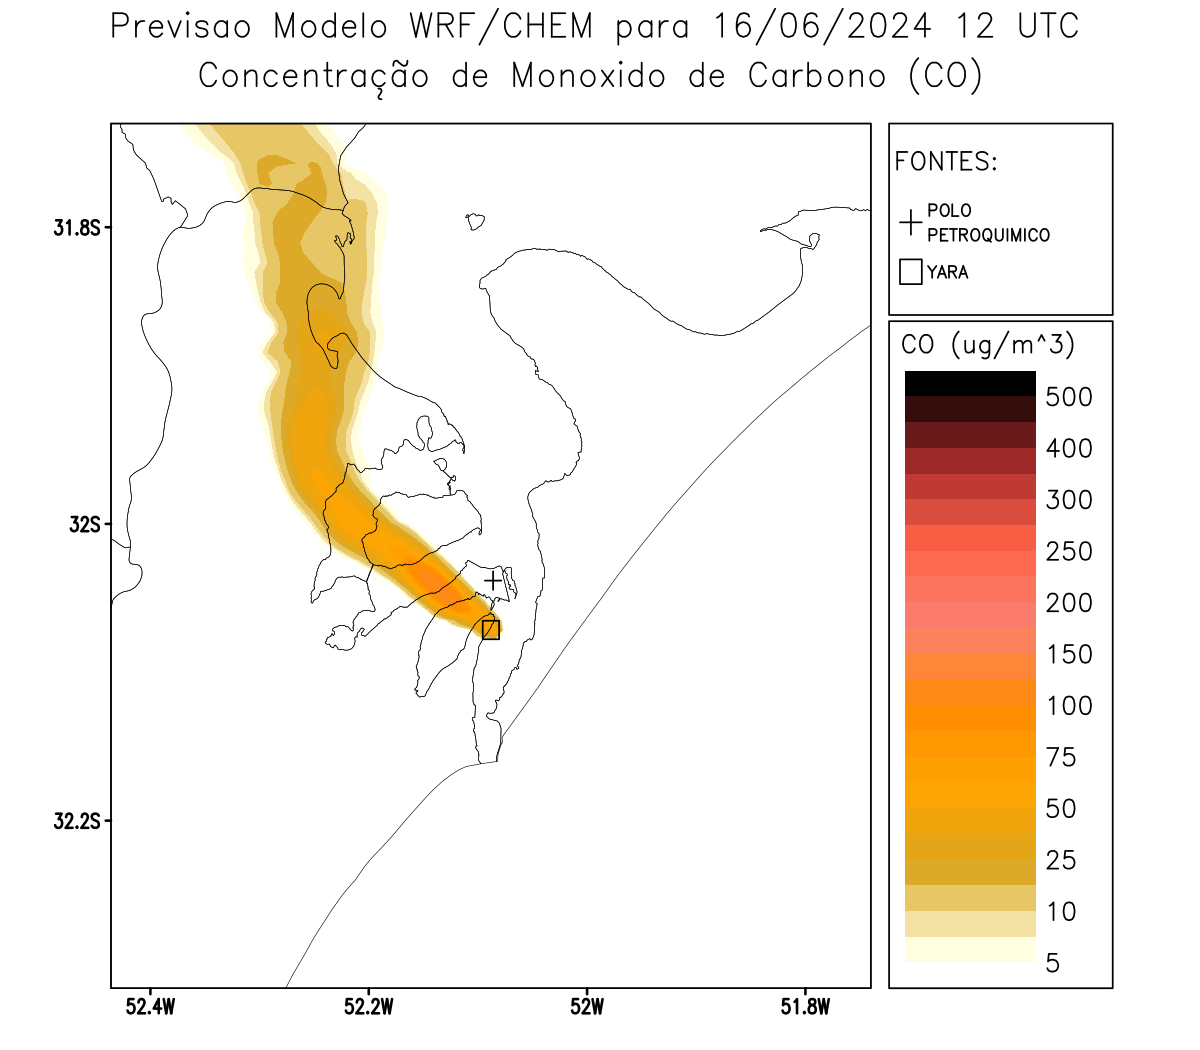 Previsao Modelo WRF/CHEM para 16/06/2024 12 UTC
Concentração de Monoxido de Carbono (CO)
FONTES:
POLO
PETROQUIMICO
YARA
CO (ug/m^3)
500
400
300
250
200
150
100
75
50
25
10
5
31.8S
32S
32.2S
52.4W 52.2W 52W 51.8W